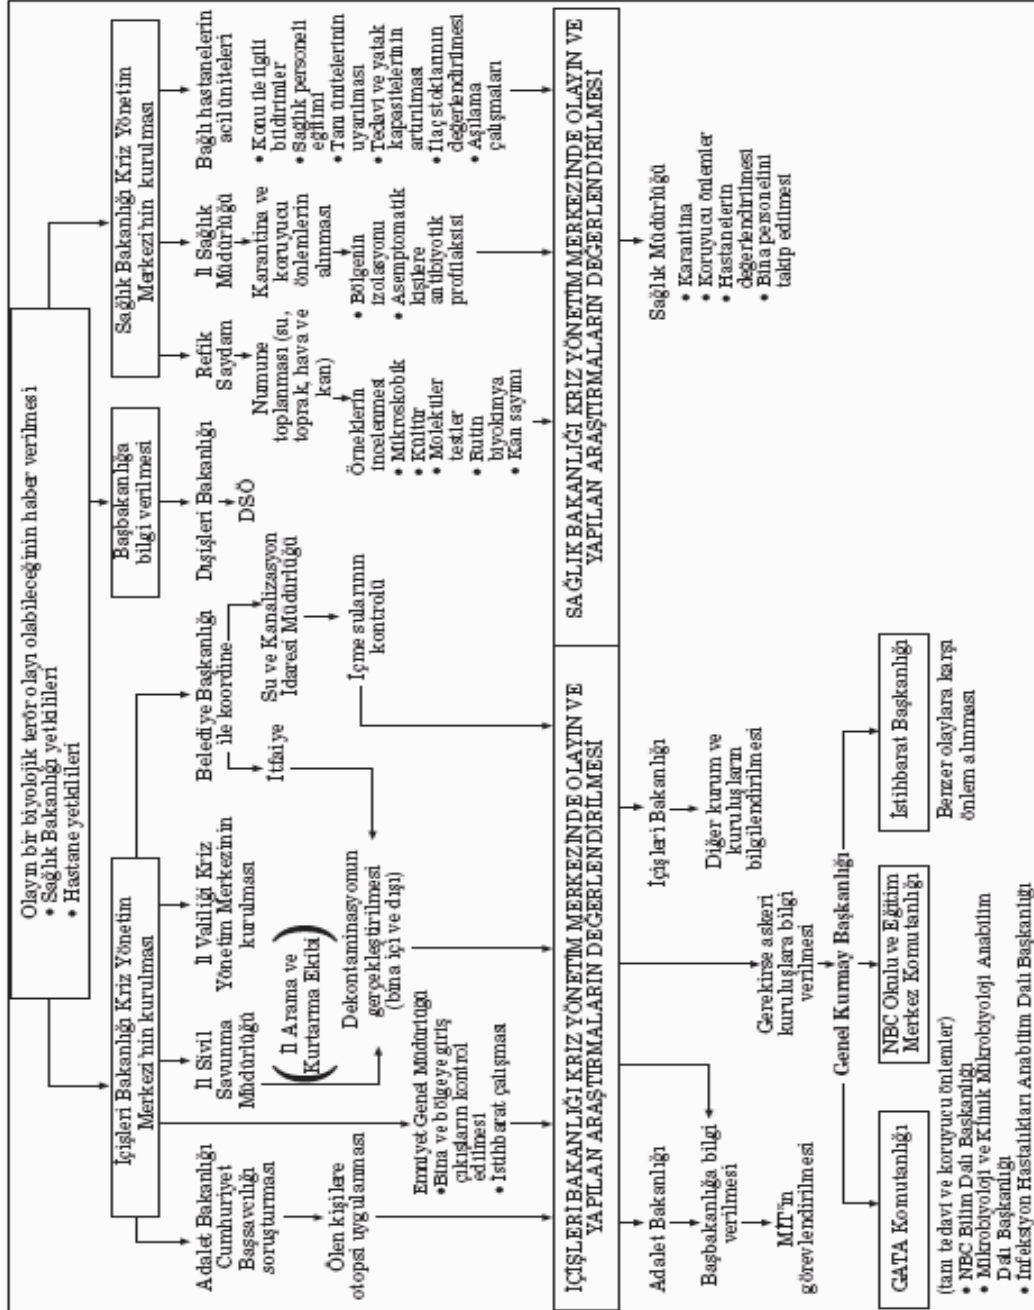 Olayın bir biyolojik terör olayı olabileceğinin haber verilmesi
• Sağlık Bakanlığı yetkilileri
• Hastane yetkilileri
İçişleri Bakanlığı Kriz Yönetim
Merkezi'nin kurulması
Başbakanlığa
bilgi verilmesi
Sağlık Bakanlığı Kriz Yönetim
Merkezi'nin kurulması
Adalet Bakanlığı
Cumhuriyet
Başsavcılığı
soruşturması
Ölen kişilere
otopsi uygulanması
Emniyet Genel Müdürlüğü
• Bina ve bölgeye giriş
çıkışların kontrol
edilmesi
• İstihbarat çalışması
İl Sivil
Savunma
Müdürlüğü
(İl Arama ve
Kurtarma Ekibi)
İl Valiliği Kriz
Yönetim Merkezinin
kurulması
Dekontaminasyonun
gerçekleştirilmesi
(bina içi ve dışı)
Belediye Başkanlığı
ile koordine
İtfaiye
Su ve Kanalizasyon
İdaresi Müdürlüğü
İçme sularının
kontrolü
Dışişleri Bakanlığı
DSÖ
Refik
Saydam
Numune
toplanması (su,
toprak, hava ve
kan)
Örneklerin
incelenmesi
• Mikroskobik
• Kültür
• Moleküler
testler
• Rutin
biyokimya
• Kan sayımı
İl Sağlık
Müdürlüğü
Karantina ve
koruyucu
önlemlerin
alınması
• Bölgenin
izolasyonu
• Asemptomatik
kişilere
antibiyotik
profilaksisi
Bağlı hastanelerin
acil üniteleri
• Konu ile ilgili
bildirimler
• Sağlık personeli
eğitimi
• Tanı ünitelerinin
uyarılması
• Tedavi ve yatak
kapasitelerinin
artırılması
• İlaç stoklarının
değerlendirilmesi
• Aşılama
çalışmaları
İÇİŞLERİ BAKANLIĞI KRİZ YÖNETİM MERKEZİNDE OLAYIN VE
YAPILAN ARAŞTIRMALARIN DEĞERLENDİRİLMESİ
SAĞLIK BAKANLIĞI KRİZ YÖNETİM MERKEZİNDE OLAYIN VE
YAPILAN ARAŞTIRMALARIN DEĞERLENDİRİLMESİ
Adalet Bakanlığı
Başbakanlığa bilgi
verilmesi
MİT'in
görevlendirilmesi
Gerekirse askeri
kuruluşlara bilgi
verilmesi
İçişleri Bakanlığı
Diğer kurum ve
kuruluşların
bilgilendirilmesi
Sağlık Müdürlüğü
• Karantina
• Koruyucu önlemler
• Hastanelerin
değerlendirilmesi
• Bina personelini
takip edilmesi
Genel Kurmay Başkanlığı
GATA Komutanlığı
(tanı tedavi ve koruyucu önlemler)
• NBC Bilim Dalı Başkanlığı
• Mikrobiyoloji ve Klinik Mikrobiyoloji Anabilim
Dalı Başkanlığı
• İnfeksiyon Hastalıkları Anabilim Dalı Başkanlığı
NBC Okulu ve Eğitim
Merkez Komutanlığı
İstihbarat Başkanlığı
Benzer olaylara karşı
önlem alınması